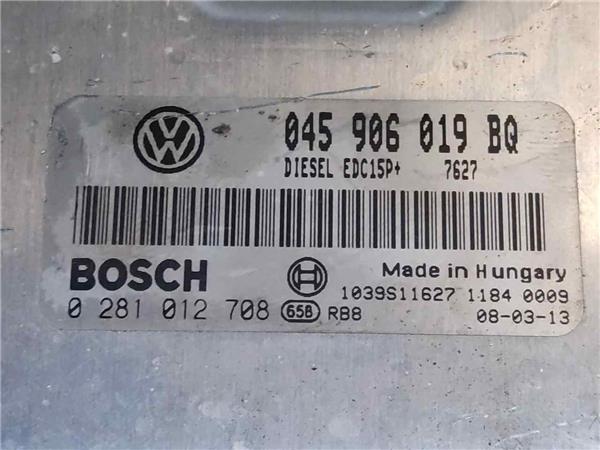 045 906 019 BQ
DIESEL EDC15P+ 7627
BOSCH
Made in Hungary
0 281 012 708 65B RB8
1039S11627 1184 0009
08-03-13